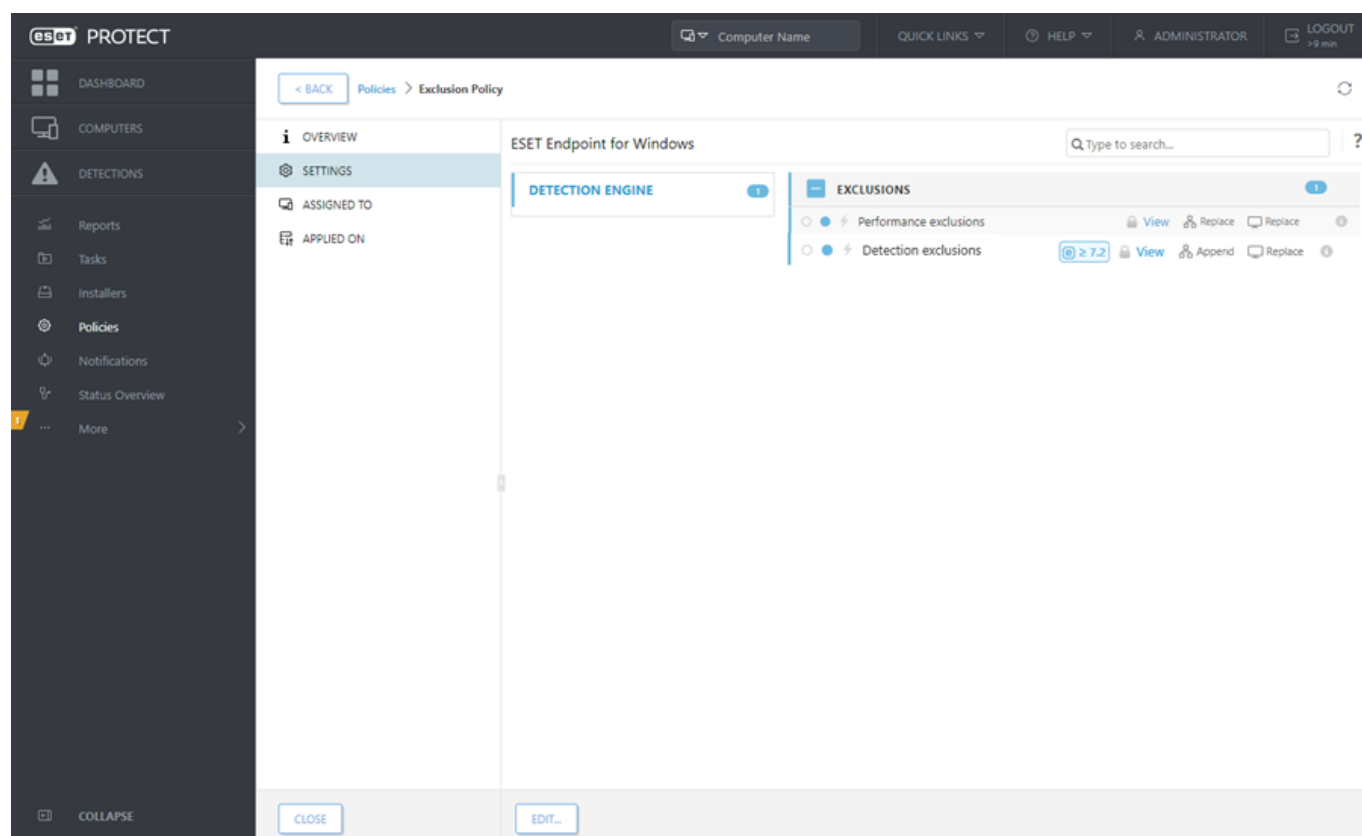 eset PROTECT
Computer Name
QUICK LINKS
HELP
ADMINISTRATOR
LOGOUT
>9 min
DASHBOARD
COMPUTERS
DETECTIONS
Reports
Tasks
Installers
Policies
Notifications
Status Overview
1
More
COLLAPSE
< BACK Policies > Exclusion Policy
OVERVIEW
SETTINGS
ASSIGNED TO
APPLIED ON
CLOSE
ESET Endpoint for Windows
Type to search...
?
DETECTION ENGINE 1
EXCLUSIONS 1
Performance exclusions View Replace Replace
Detection exclusions ≥ 7.2 View Append Replace
EDIT...